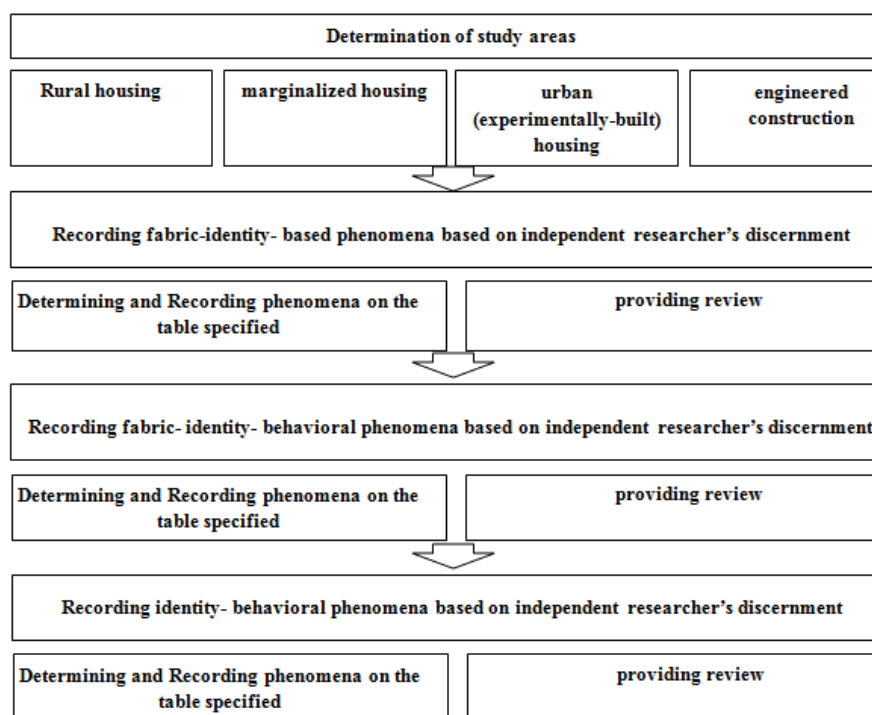 Determination of study areas
Rural housing
marginalized housing
urban
(experimentally-built)
housing
engineered
construction
Recording fabric-identity- based phenomena based on independent researcher's discernment
Determining and Recording phenomena on the
table specified
providing review
Recording fabric- identity- behavioral phenomena based on independent researcher's discernment
Determining and Recording phenomena on the
table specified
providing review
Recording identity- behavioral phenomena based on independent researcher's discernment
Determining and Recording phenomena on the
table specified
providing review